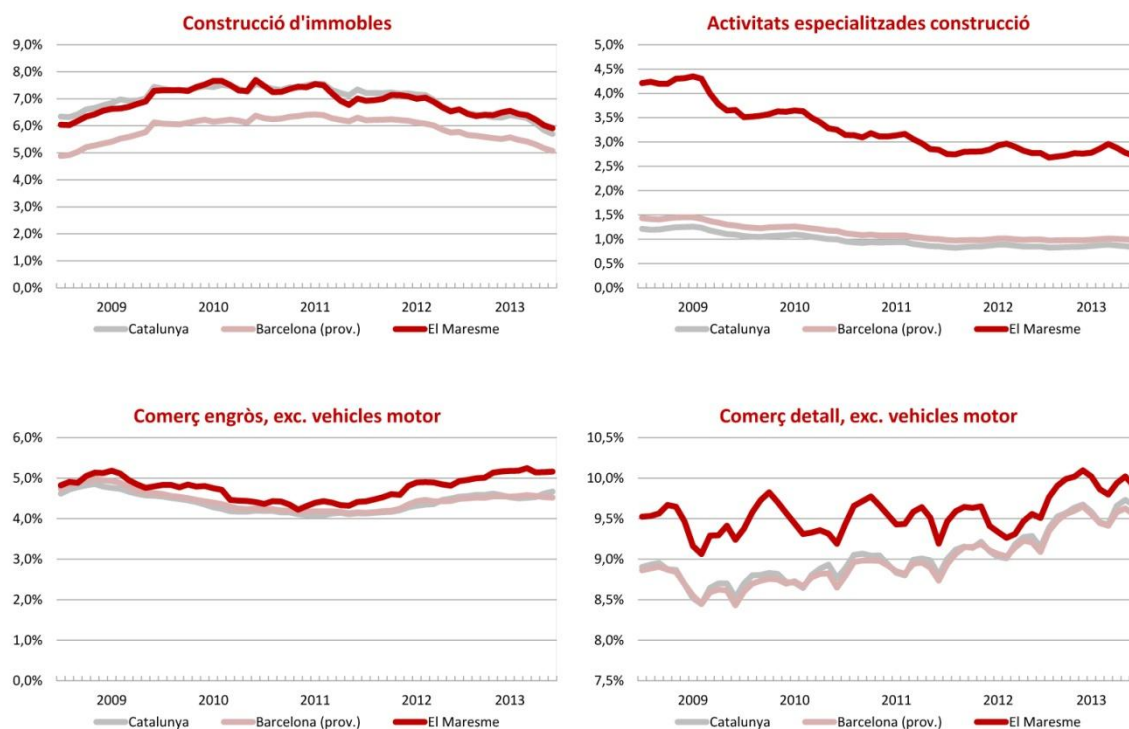 Construcció d'immobles
9,0%
8,0%
7,0%
6,0%
5,0%
4,0%
3,0%
2,0%
1,0%
0,0%
2009 2010 2011 2012 2013
Catalunya Barcelona (prov.) El Maresme
Activitats especialitzades construcció
5,0%
4,5%
4,0%
3,5%
3,0%
2,5%
2,0%
1,5%
1,0%
0,5%
0,0%
2009 2010 2011 2012 2013
Catalunya Barcelona (prov.) El Maresme
Comerç engròs, exc. vehicles motor
6,0%
5,0%
4,0%
3,0%
2,0%
1,0%
0,0%
2009 2010 2011 2012 2013
Catalunya Barcelona (prov.) El Maresme
Comerç detall, exc. vehicles motor
10,5%
10,0%
9,5%
9,0%
8,5%
8,0%
7,5%
2009 2010 2011 2012 2013
Catalunya Barcelona (prov.) El Maresme